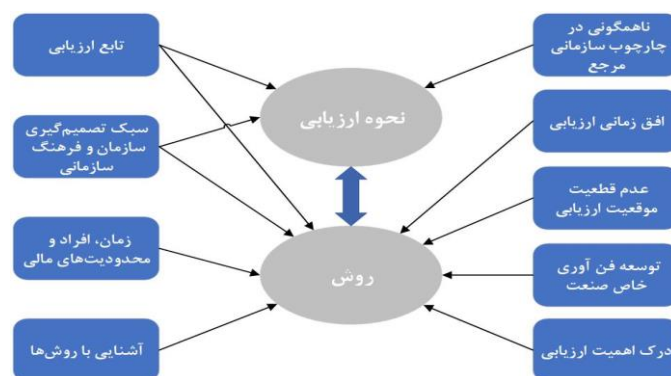 ناهمگونی در
چارچوب سازمانی
مرجع
افق زمانی ارزیابی
عدم قطعیت
موقعیت ارزیابی
توسعه فن آوری
خاص صنعت
درک اهمیت ارزیابی
نحوه ارزیابی
روش
تابع ارزیابی
سبک تصمیم‌گیری
سازمان و فرهنگ
سازمانی
زمان، افراد و
محدودیت‌های مالی
آشنایی با روش‌ها